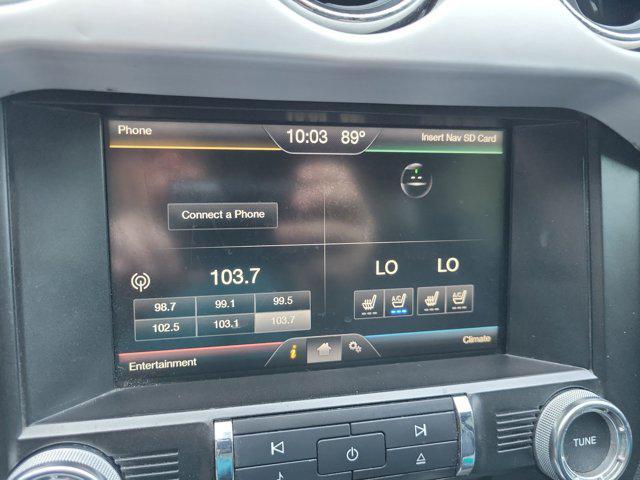 Phone 10:03 89° Insert Nav SD Card
Connect a Phone
103.7 LO LO
98.7 99.1 99.5
A/C A/C
102.5 103.1 103.7
Entertainment i Climate
TUNE